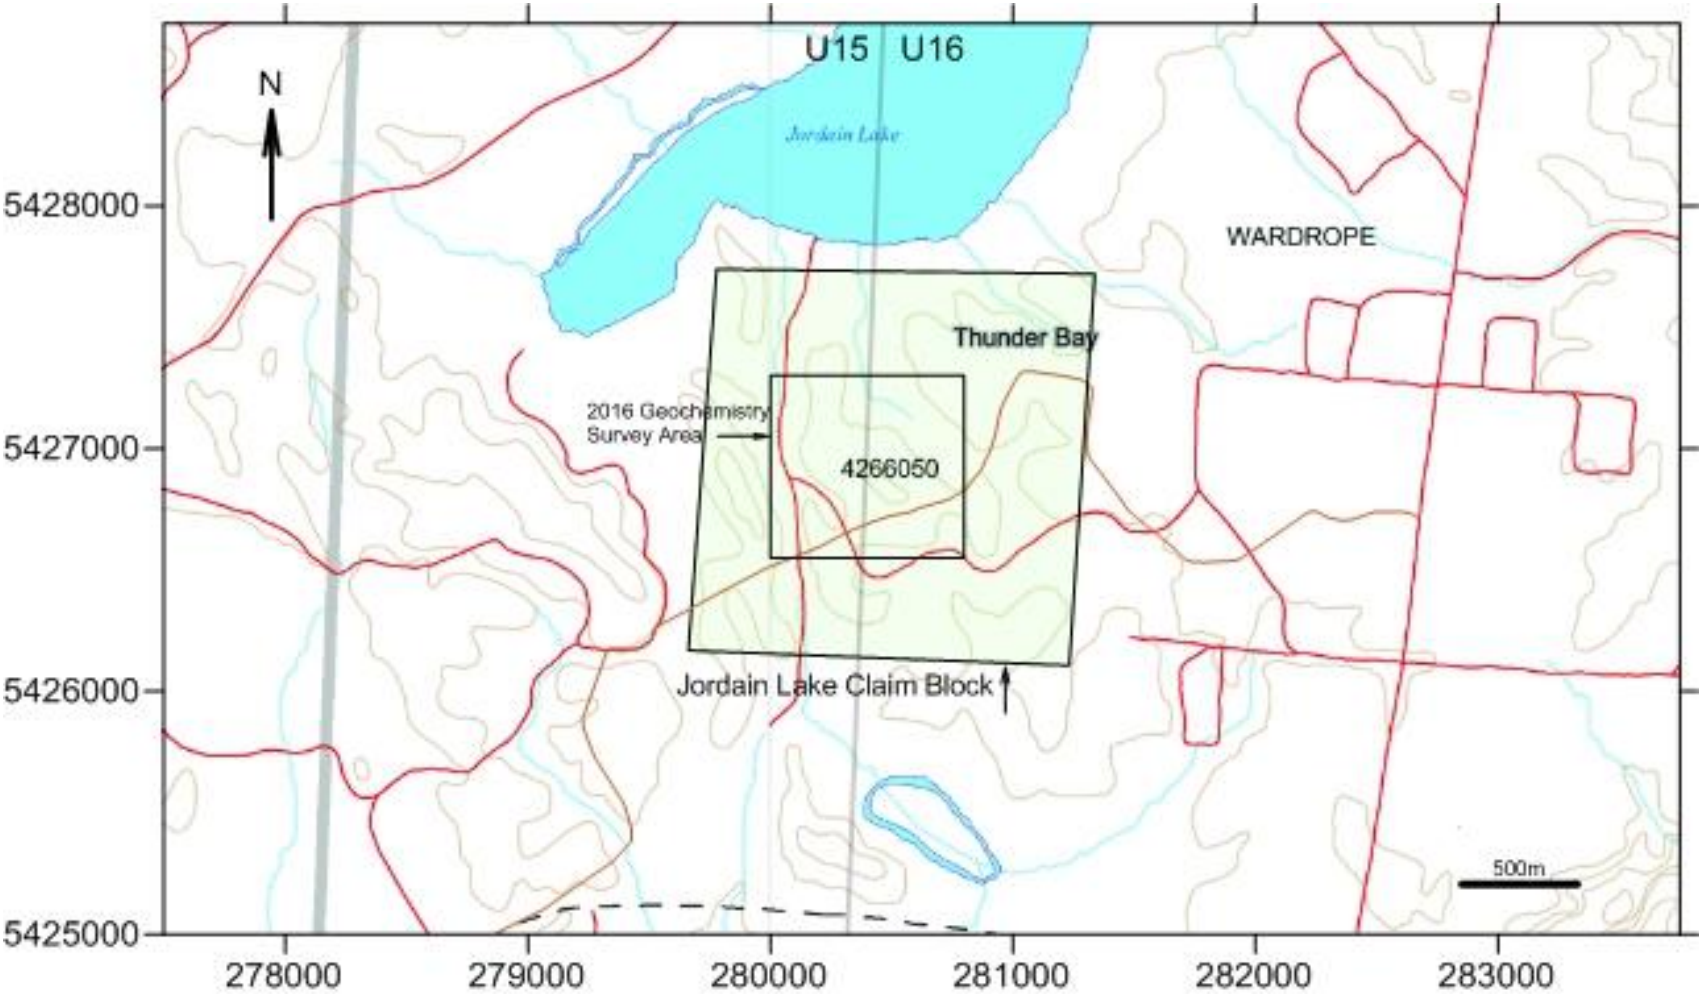 U15 U16
N
Jordain Lake
5428000
WARDROPE
Thunder Bay
2016 Geochemistry
Survey Area
5427000
4266050
5426000
Jordain Lake Claim Block
500m
5425000
278000 279000 280000 281000 282000 283000